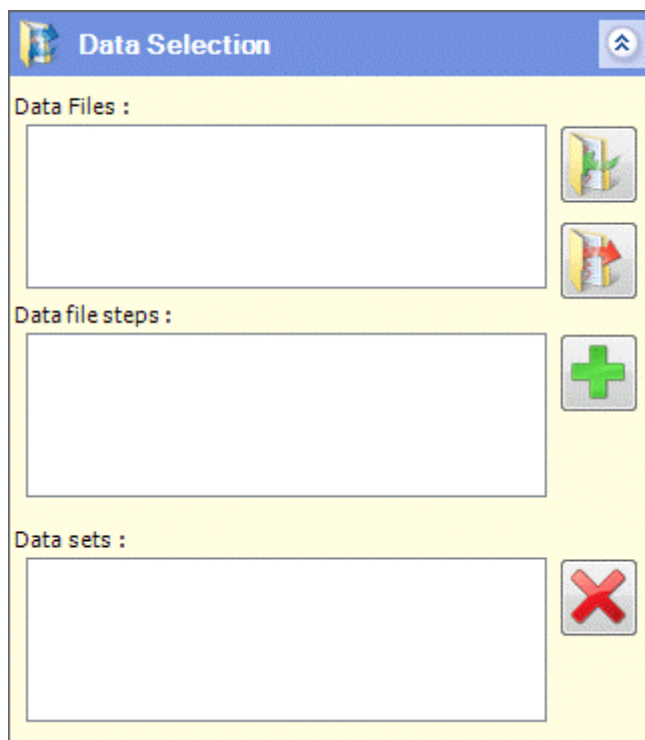 Data Selection
Data Files :
Data file steps :
Data sets :